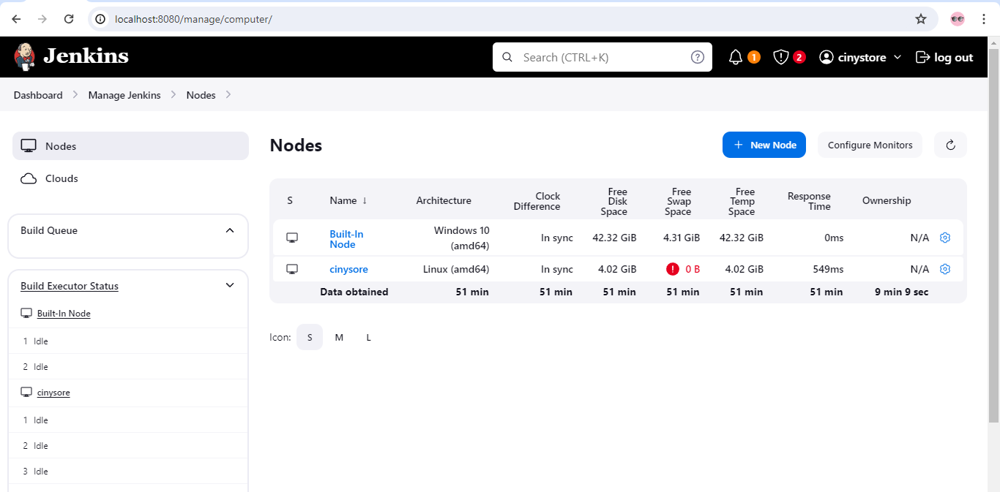 localhost:8080/manage/computer/
Jenkins
Search (CTRL+K)
1
2
cinystore
log out
Dashboard
Manage Jenkins
Nodes
Nodes
Clouds
Build Queue
Build Executor Status
Built-In Node
1 Idle
2 Idle
cinysore
1 Idle
2 Idle
3 Idle
Nodes
+ New Node
Configure Monitors
S Name ↓ Architecture Clock Difference Free Disk Space Free Swap Space Free Temp Space Response Time Ownership
Built-In Node Windows 10 (amd64) In sync 42.32 GiB 4.31 GiB 42.32 GiB 0ms N/A
cinysore Linux (amd64) In sync 4.02 GiB 0 B 4.02 GiB 549ms N/A
Data obtained 51 min 51 min 51 min 51 min 51 min 51 min 9 min 9 sec
Icon: S M L